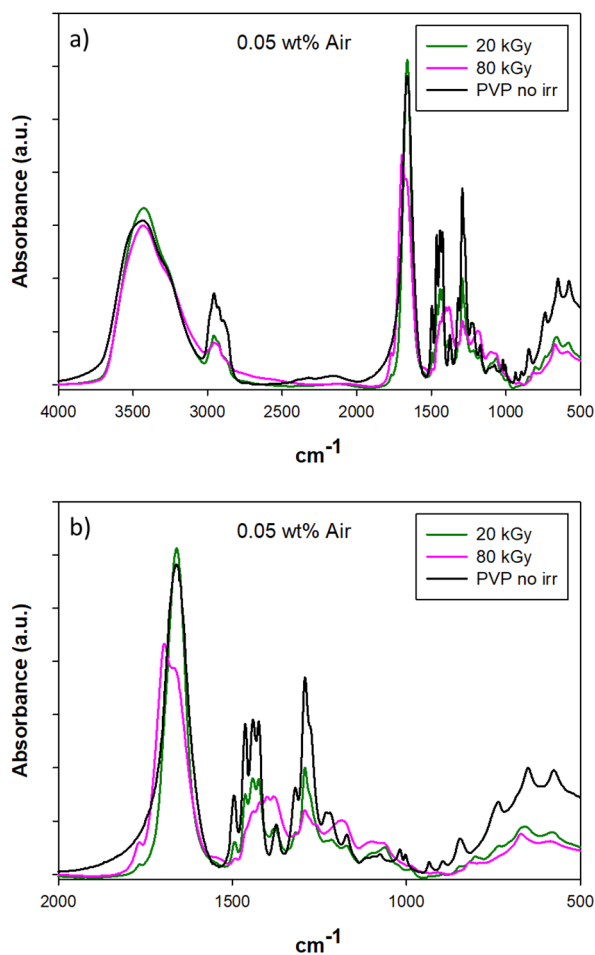 a)
0.05 wt% Air
20 kGy
80 kGy
PVP no irr
Absorbance (a.u.)
4000 3500 3000 2500 2000 1500 1000 500
cm-1
b)
0.05 wt% Air
20 kGy
80 kGy
PVP no irr
Absorbance (a.u.)
2000 1500 1000 500
cm-1